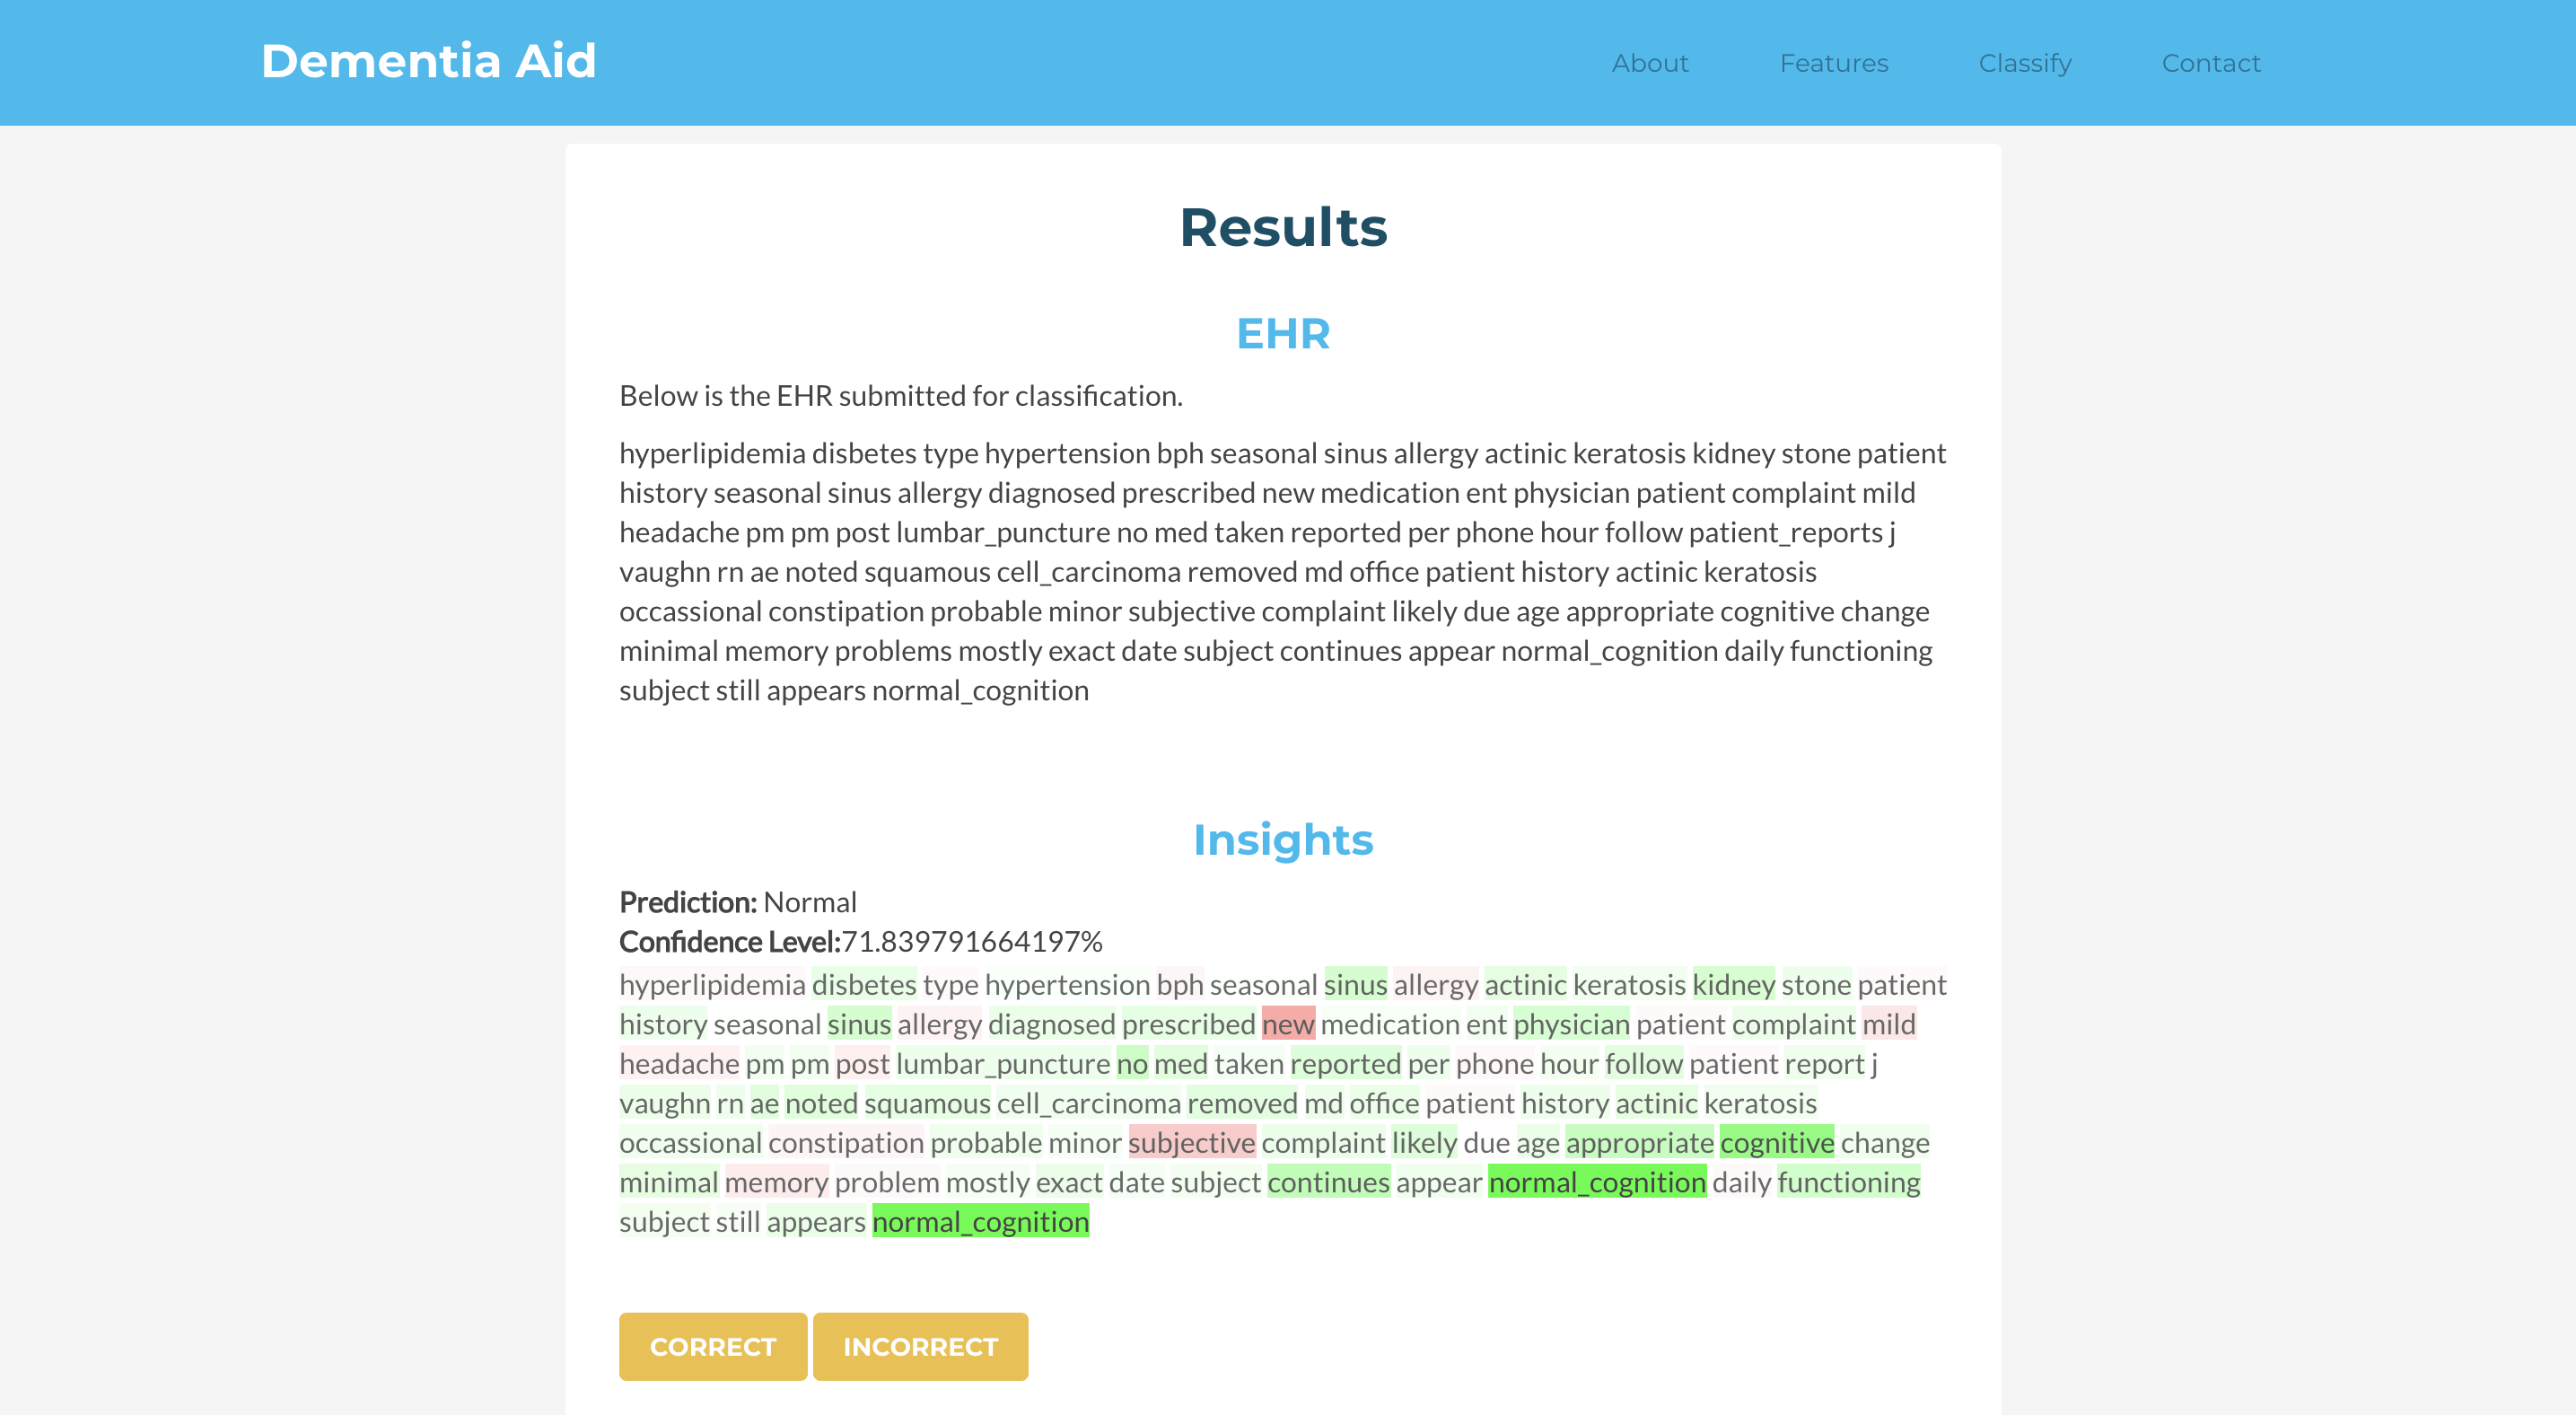 Dementia Aid
About Features Classify Contact
Results
EHR
Below is the EHR submitted for classification.
hyperlipidemia disbetes type hypertension bph seasonal sinus allergy actinic keratosis kidney stone patient
history seasonal sinus allergy diagnosed prescribed new medication ent physician patient complaint mild
headache pm pm post lumbar_puncture no med taken reported per phone hour follow patient_reports j
vaughn rn ae noted squamous cell_carcinoma removed md office patient history actinic keratosis
occassional constipation probable minor subjective complaint likely due age appropriate cognitive change
minimal memory problems mostly exact date subject continues appear normal_cognition daily functioning
subject still appears normal_cognition
Insights
Prediction: Normal
Confidence Level:71.839791664197%
hyperlipidemia disbetes type hypertension bph seasonal sinus allergy actinic keratosis kidney stone patient
history seasonal sinus allergy diagnosed prescribed new medication ent physician patient complaint mild
headache pm pm post lumbar_puncture no med taken reported per phone hour follow patient report j
vaughn rn ae noted squamous cell_carcinoma removed md office patient history actinic keratosis
occassional constipation probable minor subjective complaint likely due age appropriate cognitive change
minimal memory problem mostly exact date subject continues appear normal_cognition daily functioning
subject still appears normal_cognition
CORRECT INCORRECT